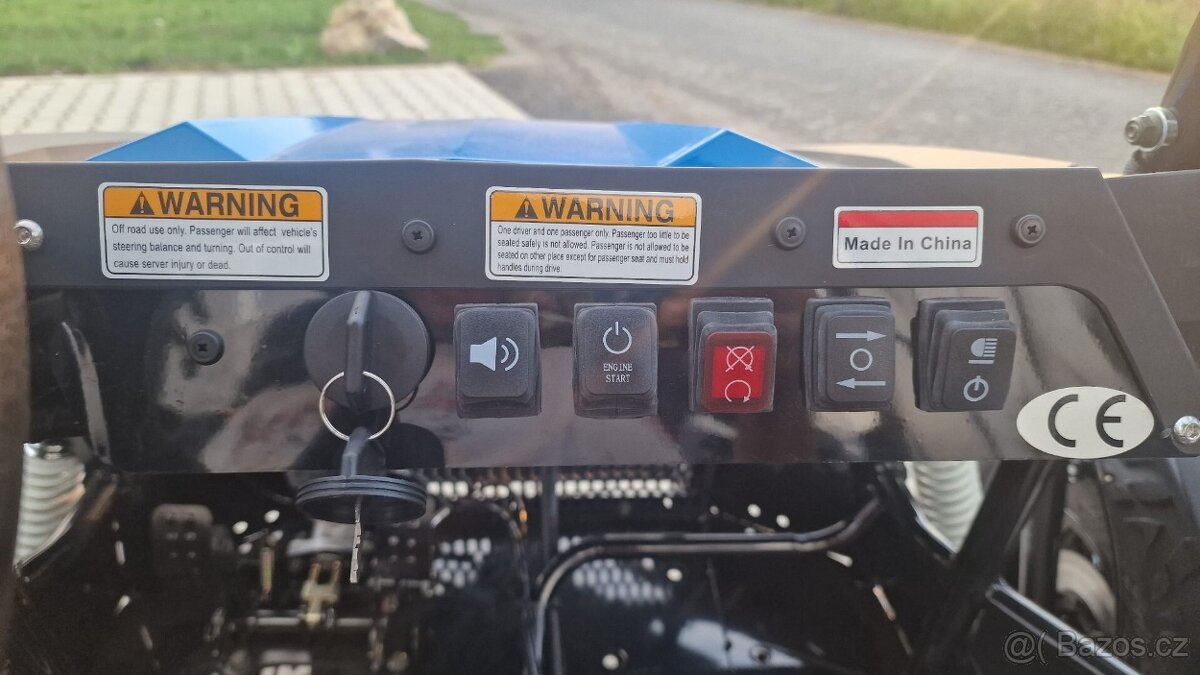 WARNING
Off road use only. Passenger will affect vehicle's
steering balance and turning. Out of control will
cause server injury or dead.
WARNING
One driver and one passenger only. Passenger too little to be
seated safely is not allowed. Passenger is not allowed to be
seated on other place except for passenger seat and must hold
handles during drive.
Made In China
ENGINE
START
CE
@( Bazos.cz